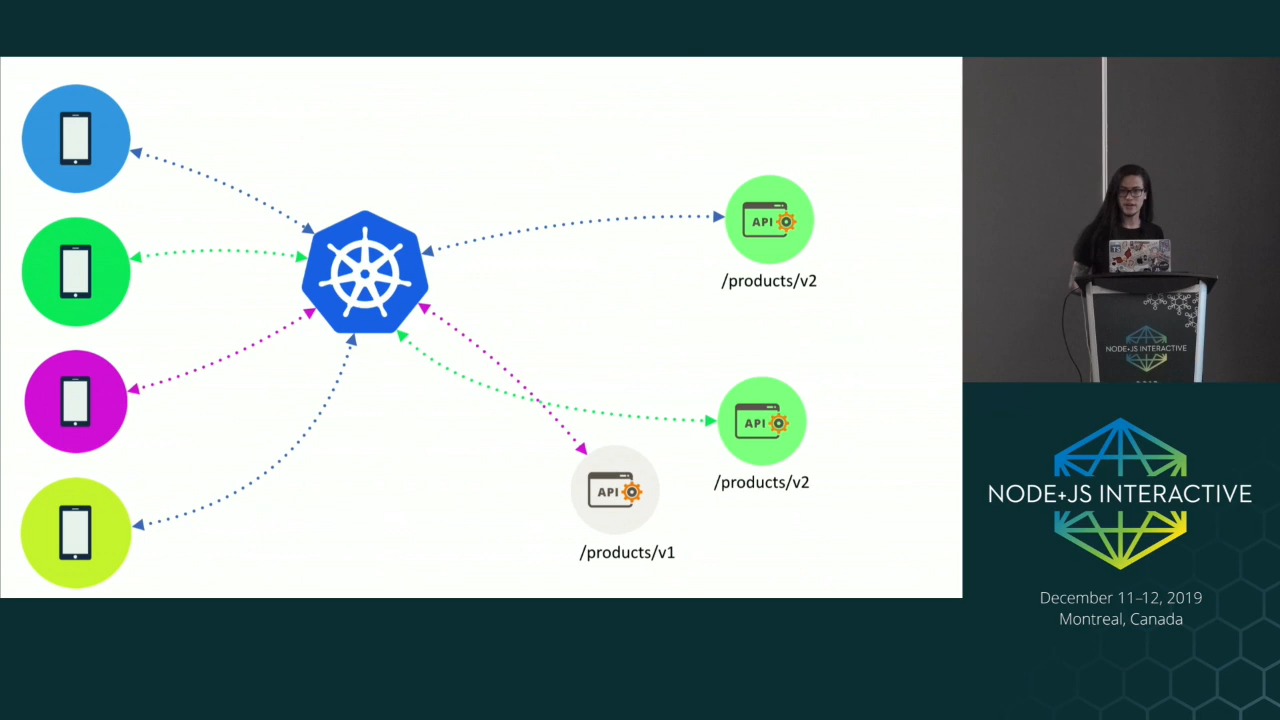 API
/products/v2
API
/products/v2
API
/products/v1
NODE+JS INTERACTIVE
NODE+JS INTERACTIVE
December 11–12, 2019
Montreal, Canada